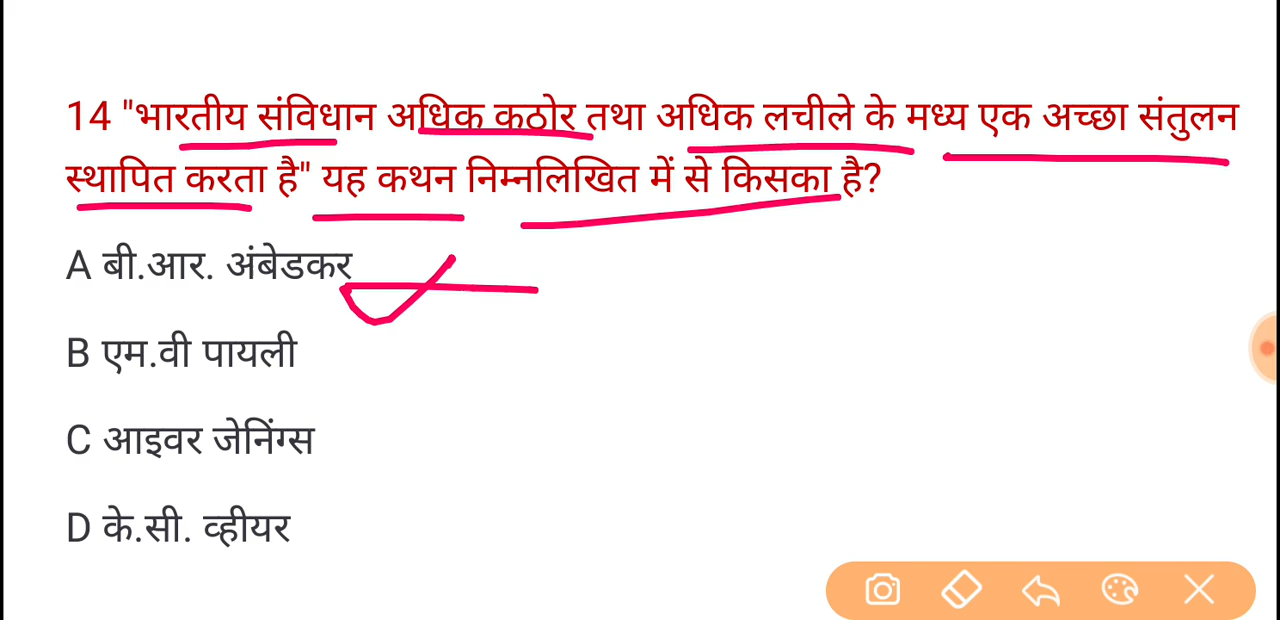 14 "भारतीय संविधान अधिक कठोर तथा अधिक लचीले के मध्य एक अच्छा संतुलन
स्थापित करता है" यह कथन निम्नलिखित में से किसका है?
A बी.आर. अंबेडकर
B एम.वी पायली
C आइवर जेनिंग्स
D के.सी. व्हीयर